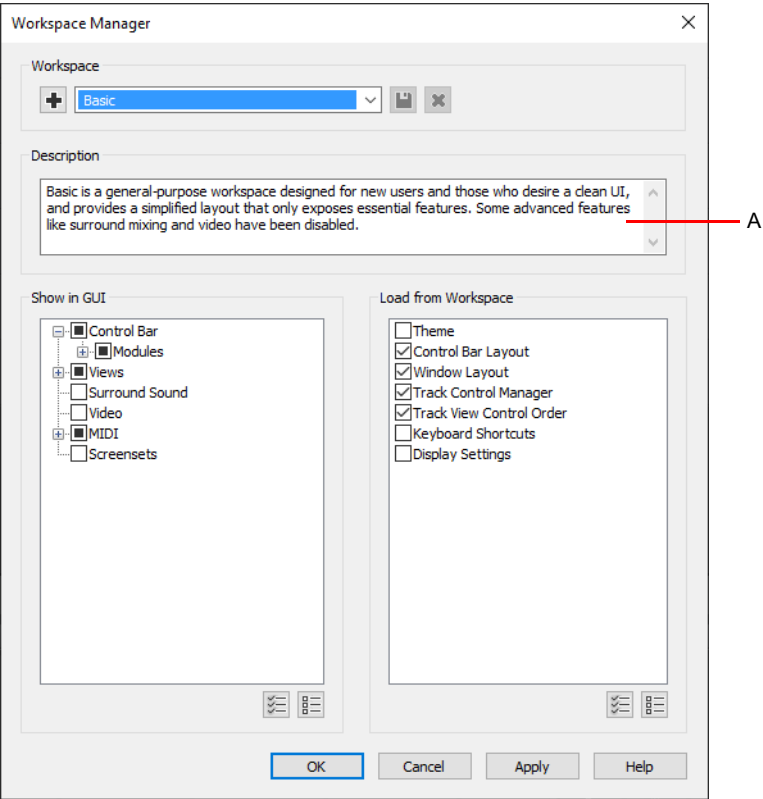 Workspace Manager
Workspace
Basic
Description
Basic is a general-purpose workspace designed for new users and those who desire a clean UI,
and provides a simplified layout that only exposes essential features. Some advanced features
like surround mixing and video have been disabled.
A
Show in GUI
Control Bar
Modules
Views
Surround Sound
Video
MIDI
Screensets
Load from Workspace
Theme
Control Bar Layout
Window Layout
Track Control Manager
Track View Control Order
Keyboard Shortcuts
Display Settings
OK
Cancel
Apply
Help